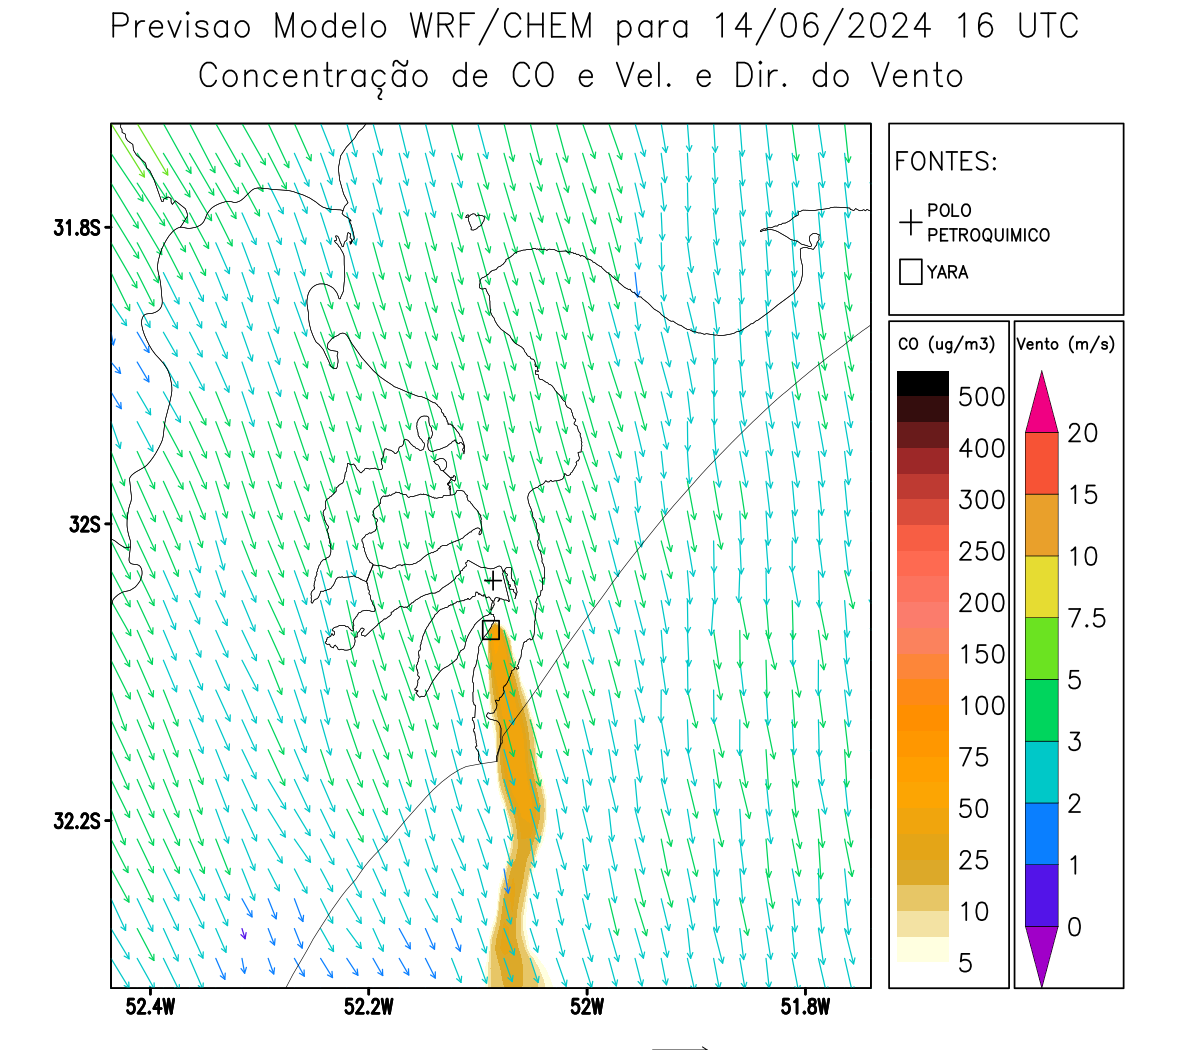 Previsao Modelo WRF/CHEM para 14/06/2024 16 UTC
Concentração de CO e Vel. e Dir. do Vento
FONTES:
POLO
PETROQUIMICO
YARA
31.8S
32S
32.2S
52.4W
52.2W
52W
51.8W
CO (ug/m3)
500
400
300
250
200
150
100
75
50
25
10
5
Vento (m/s)
20
15
10
7.5
5
3
2
1
0